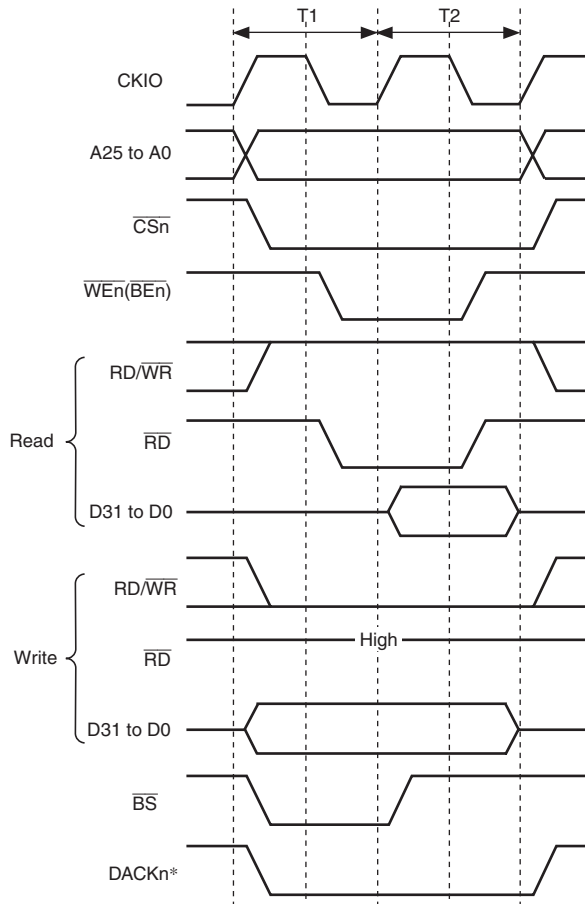 T1 T2
CKIO
A25 to A0
CSn
WEn(BEn)
RD/WR
Read
RD
D31 to D0
RD/WR
High
Write
RD
D31 to D0
BS
DACKn*